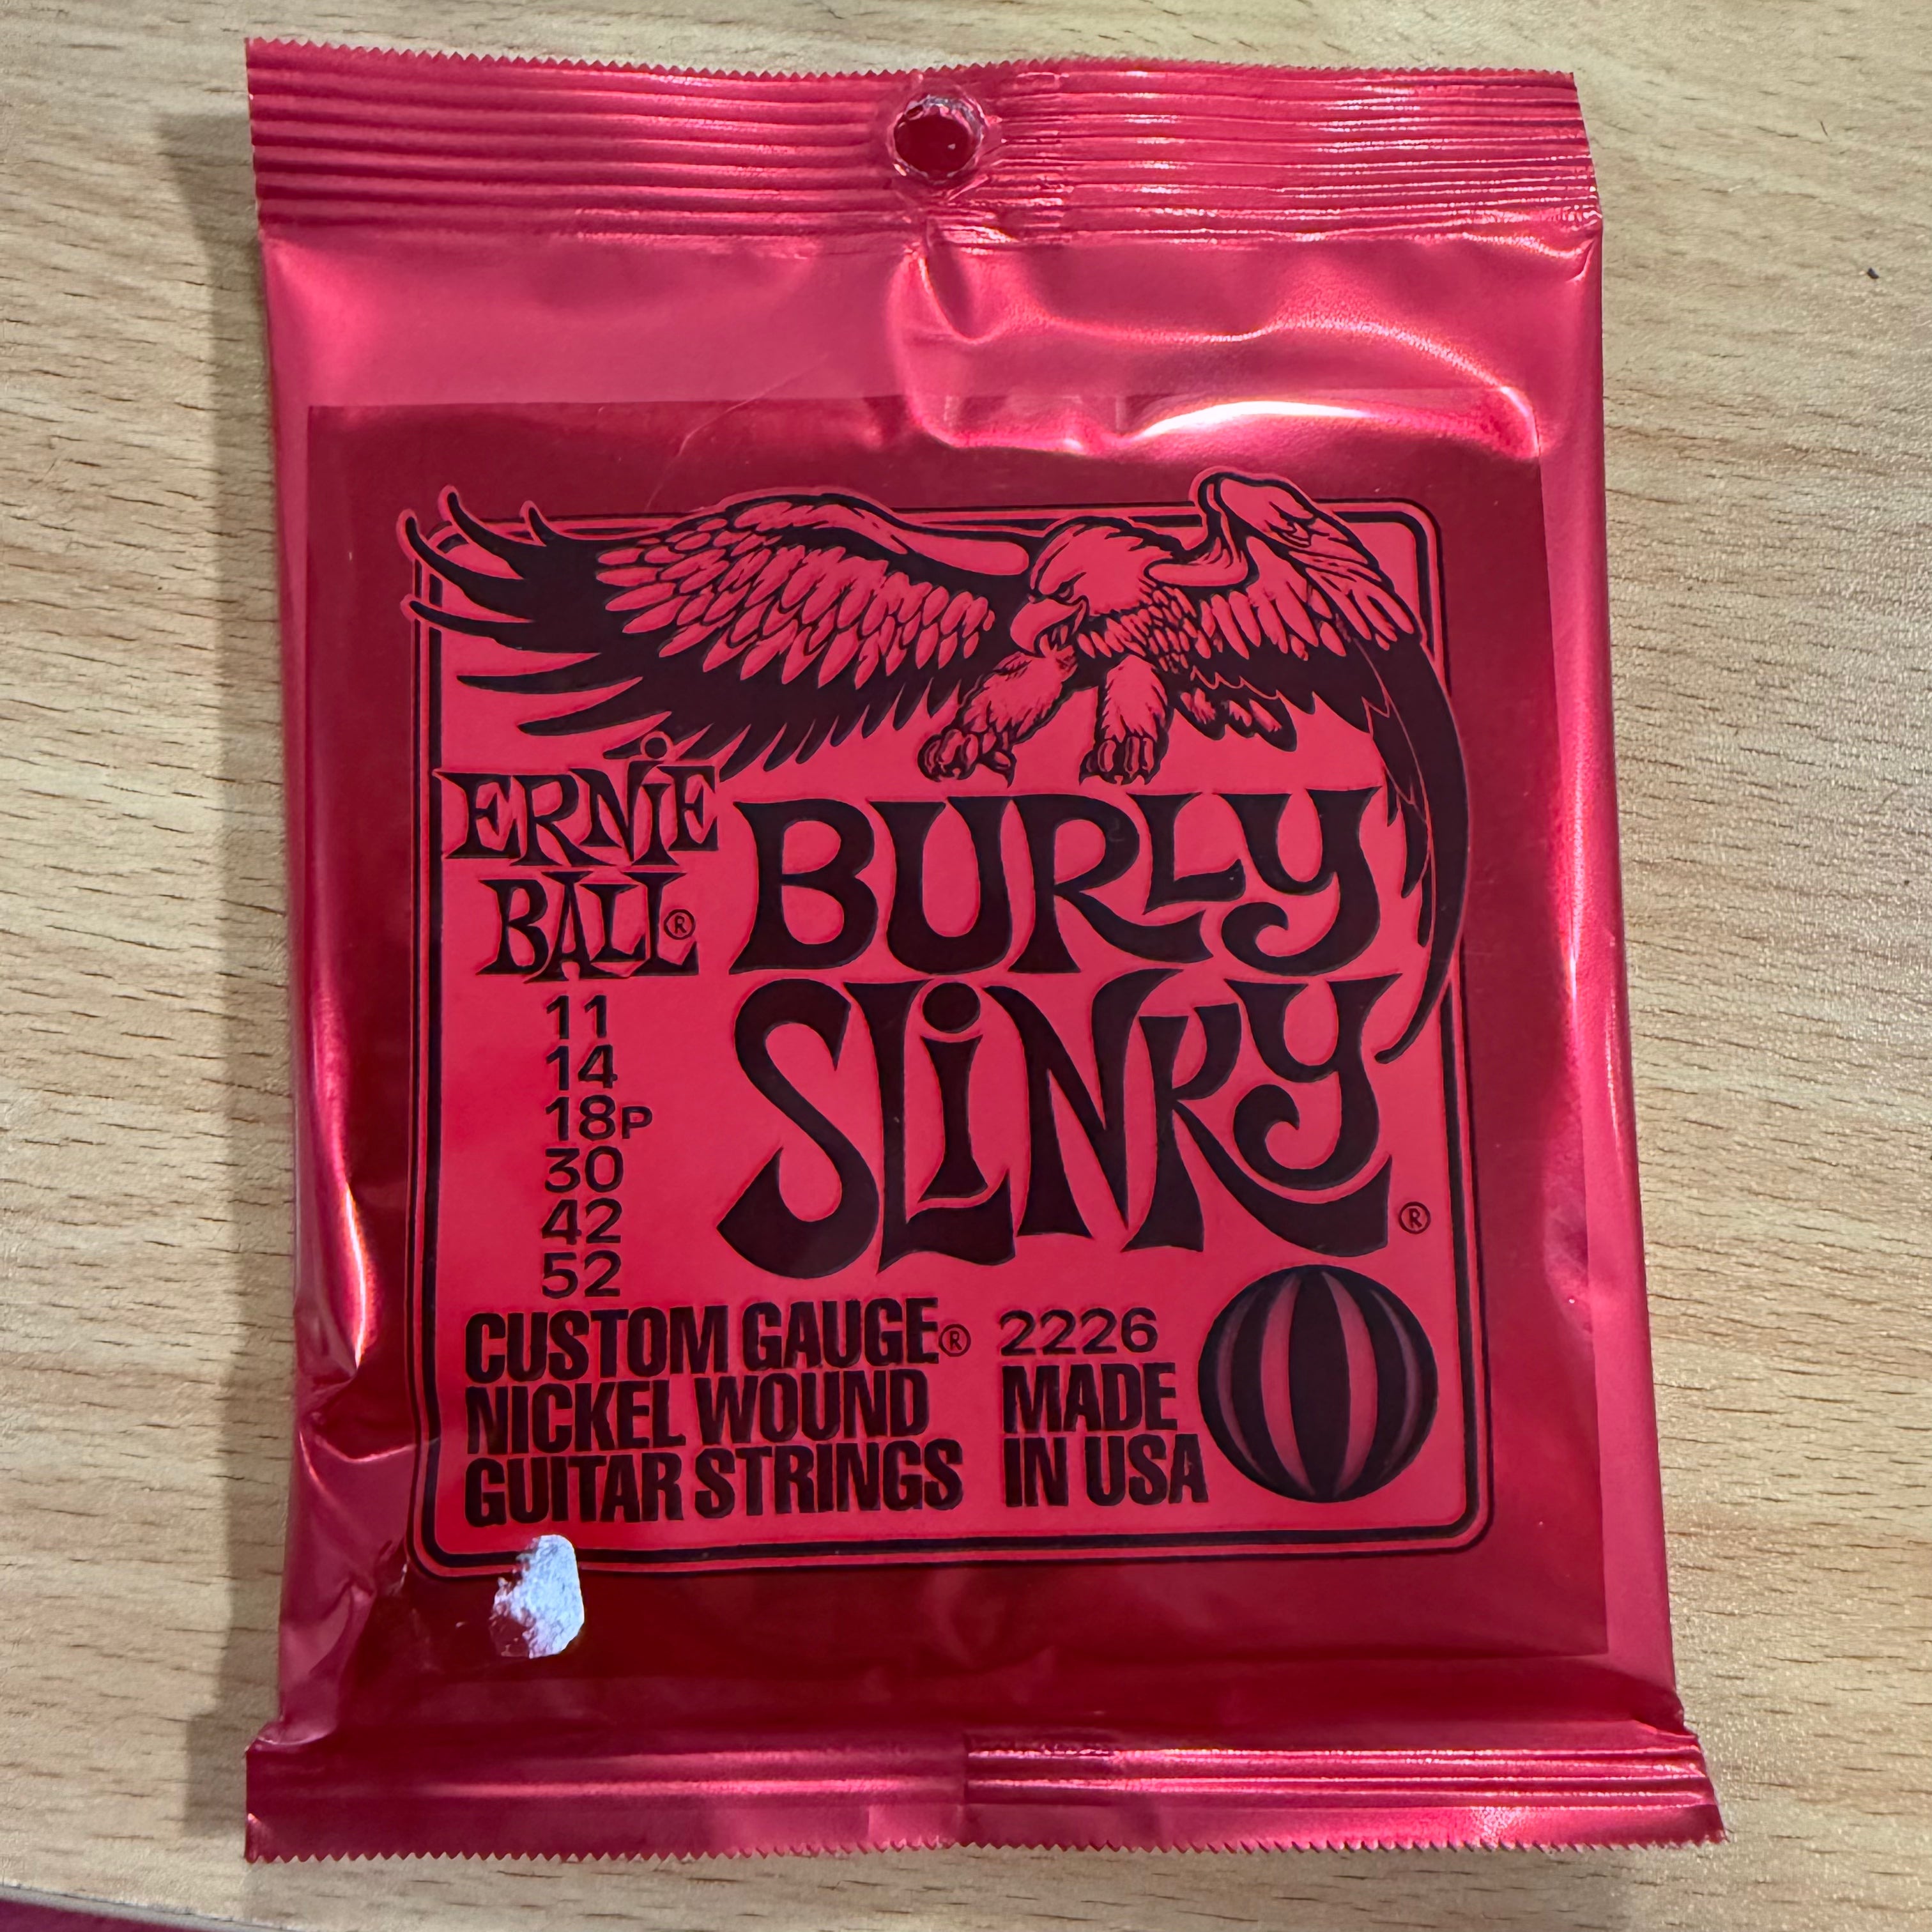 ERNiE
BALL®
BURLY
SLiNKY®
11
14
18P
30
42
52
CUSTOM GAUGE®
NICKEL WOUND
GUITAR STRINGS
2226
MADE
IN USA